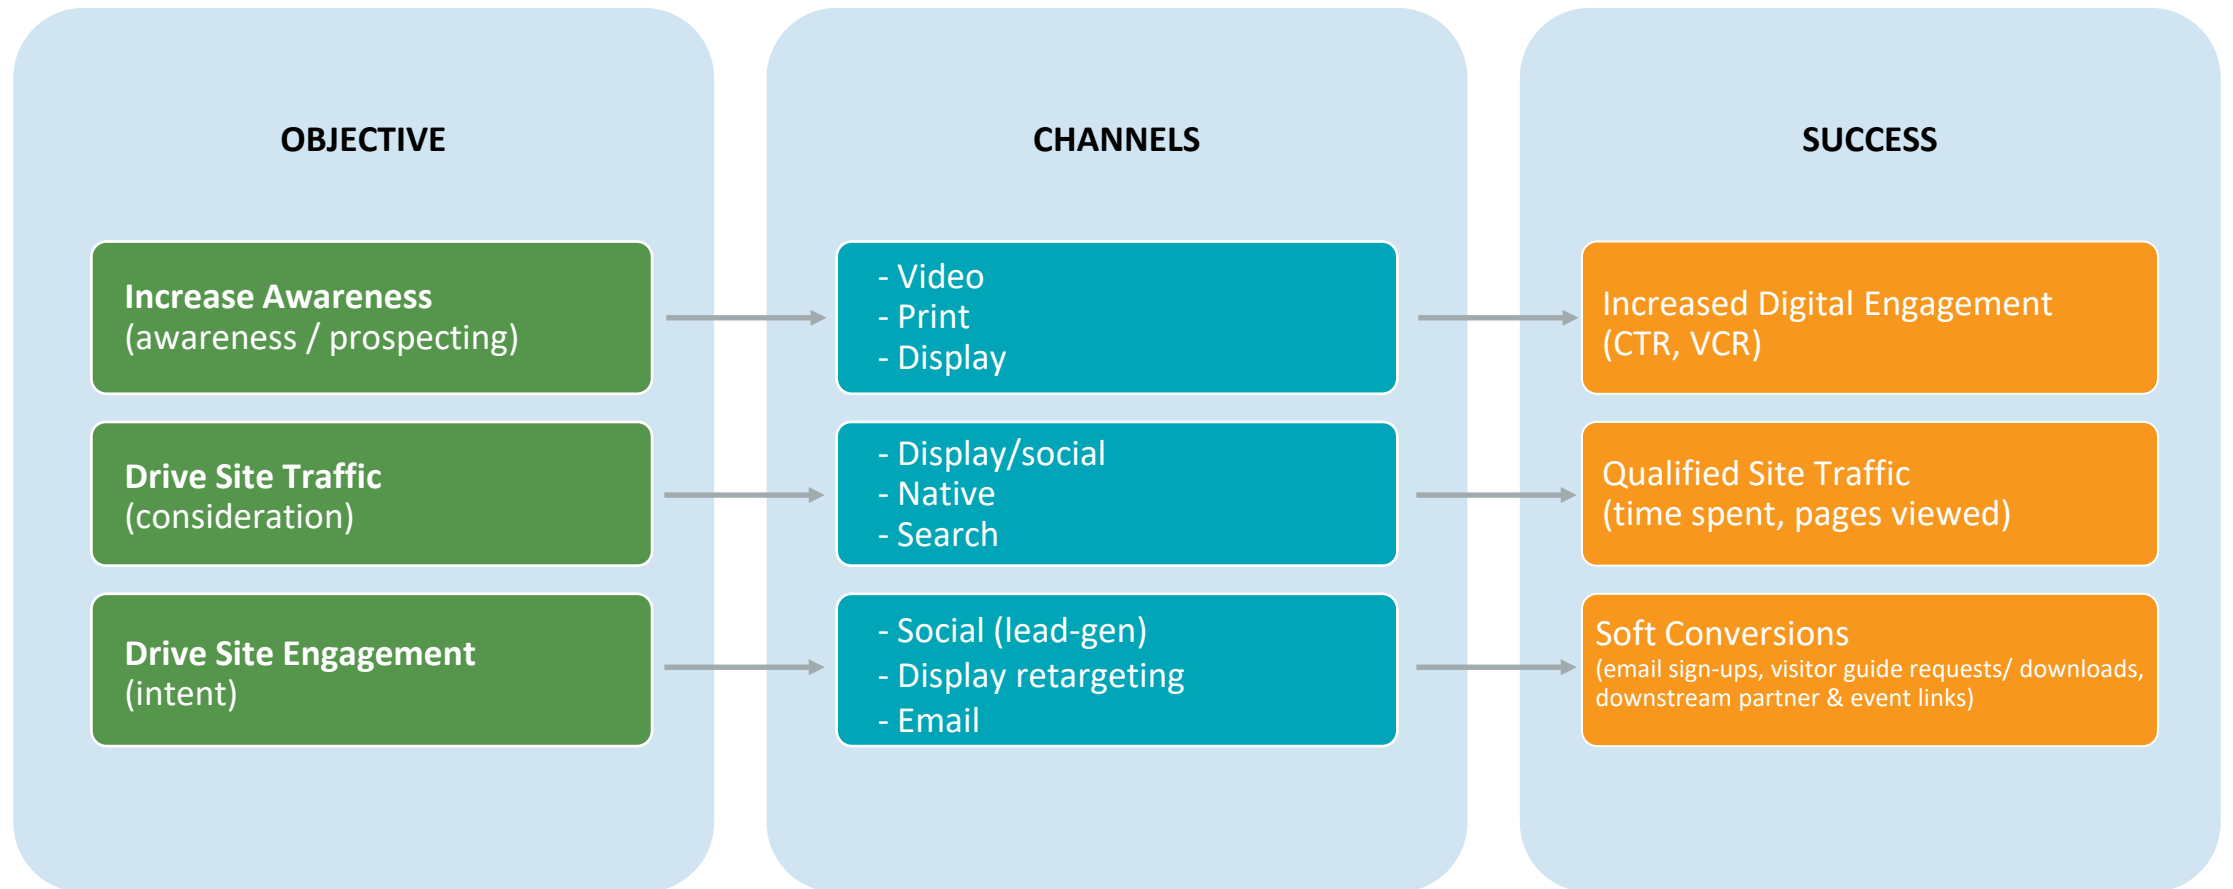 OBJECTIVE
Increase Awareness
(awareness / prospecting)
Drive Site Traffic
(consideration)
Drive Site Engagement
(intent)
CHANNELS
- Video
- Print
- Display
- Display/social
- Native
- Search
- Social (lead-gen)
- Display retargeting
- Email
SUCCESS
Increased Digital Engagement
(CTR, VCR)
Qualified Site Traffic
(time spent, pages viewed)
Soft Conversions
(email sign-ups, visitor guide requests/ downloads,
downstream partner & event links)